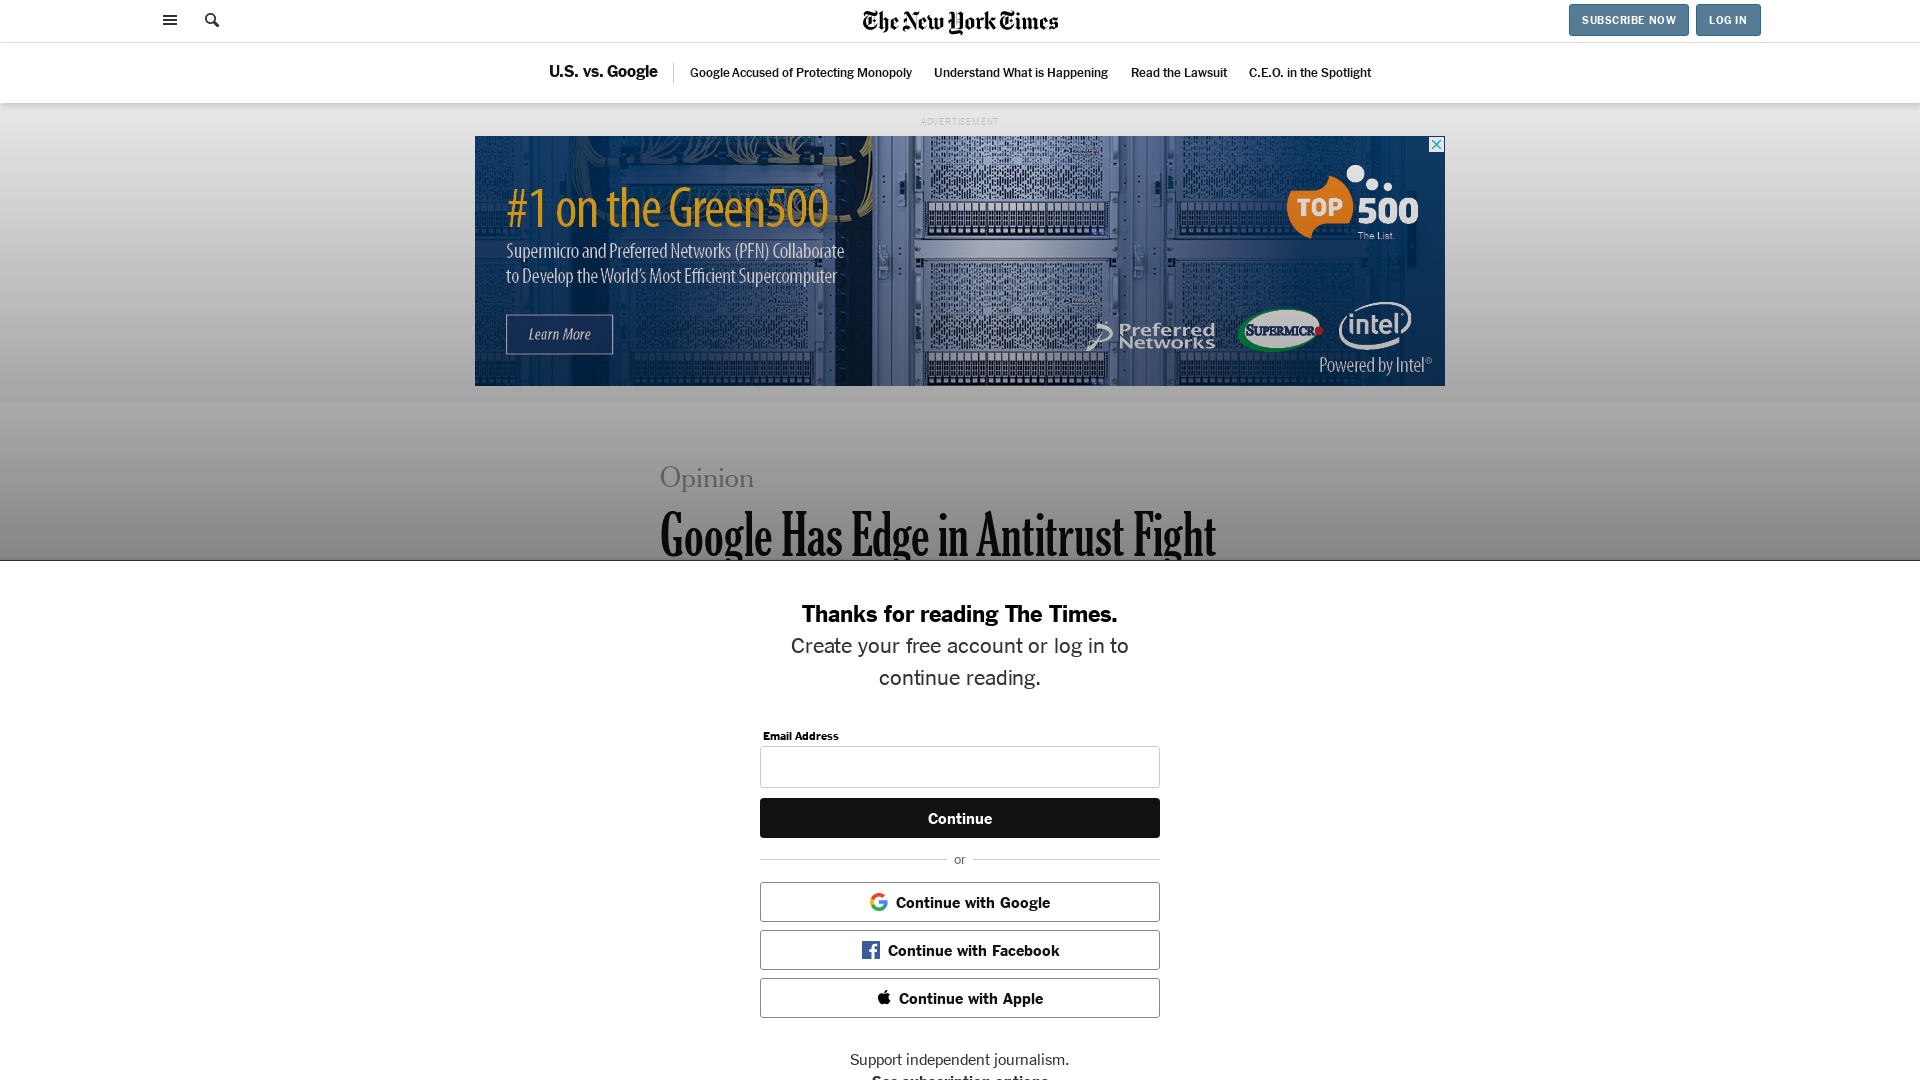 The New York Times
SUBSCRIBE NOW
LOG IN
U.S. vs. Google
Google Accused of Protecting Monopoly
Understand What is Happening
Read the Lawsuit
C.E.O. in the Spotlight
ADVERTISEMENT
#1 on the Green500
Supermicro and Preferred Networks (PFN) Collaborate
to Develop the World's Most Efficient Supercomputer
Learn More
TOP 500
The List.
Preferred
Networks
SUPERMICRO
intel
Powered by Intel®
Opinion
Google Has Edge in Antitrust Fight
Thanks for reading The Times.
Create your free account or log in to
continue reading.
Email Address
Continue
or
Continue with Google
Continue with Facebook
Continue with Apple
Support independent journalism.
See subscription options